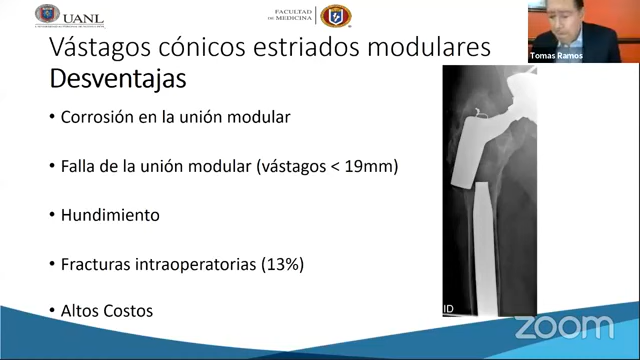 UANL
FACULTAD
DE MEDICINA
Tomas Ramos
Vástagos cónicos estriados modulares
Desventajas
• Corrosión en la unión modular
• Falla de la unión modular (vástagos < 19mm)
• Hundimiento
• Fracturas intraoperatorias (13%)
• Altos Costos
ID
zoom